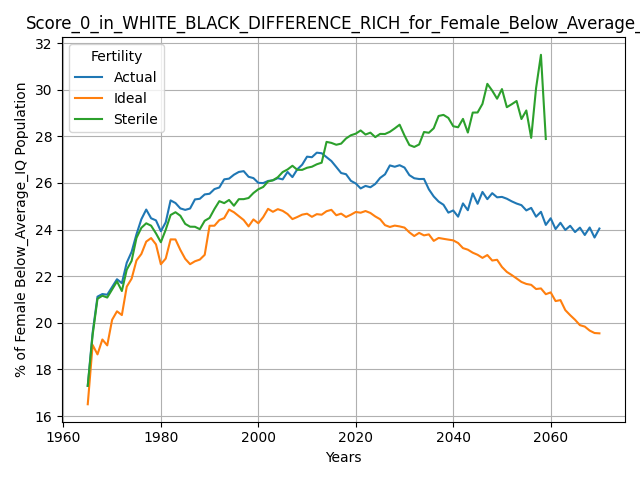 Score_0_in_WHITE_BLACK_DIFFERENCE_RICH_for_Female_Below_Average_
% of Female Below_Average_IQ Population
32
30
28
26
24
22
20
18
16
Fertility
Actual
Ideal
Sterile
1960
1980
2000
2020
2040
2060
Years